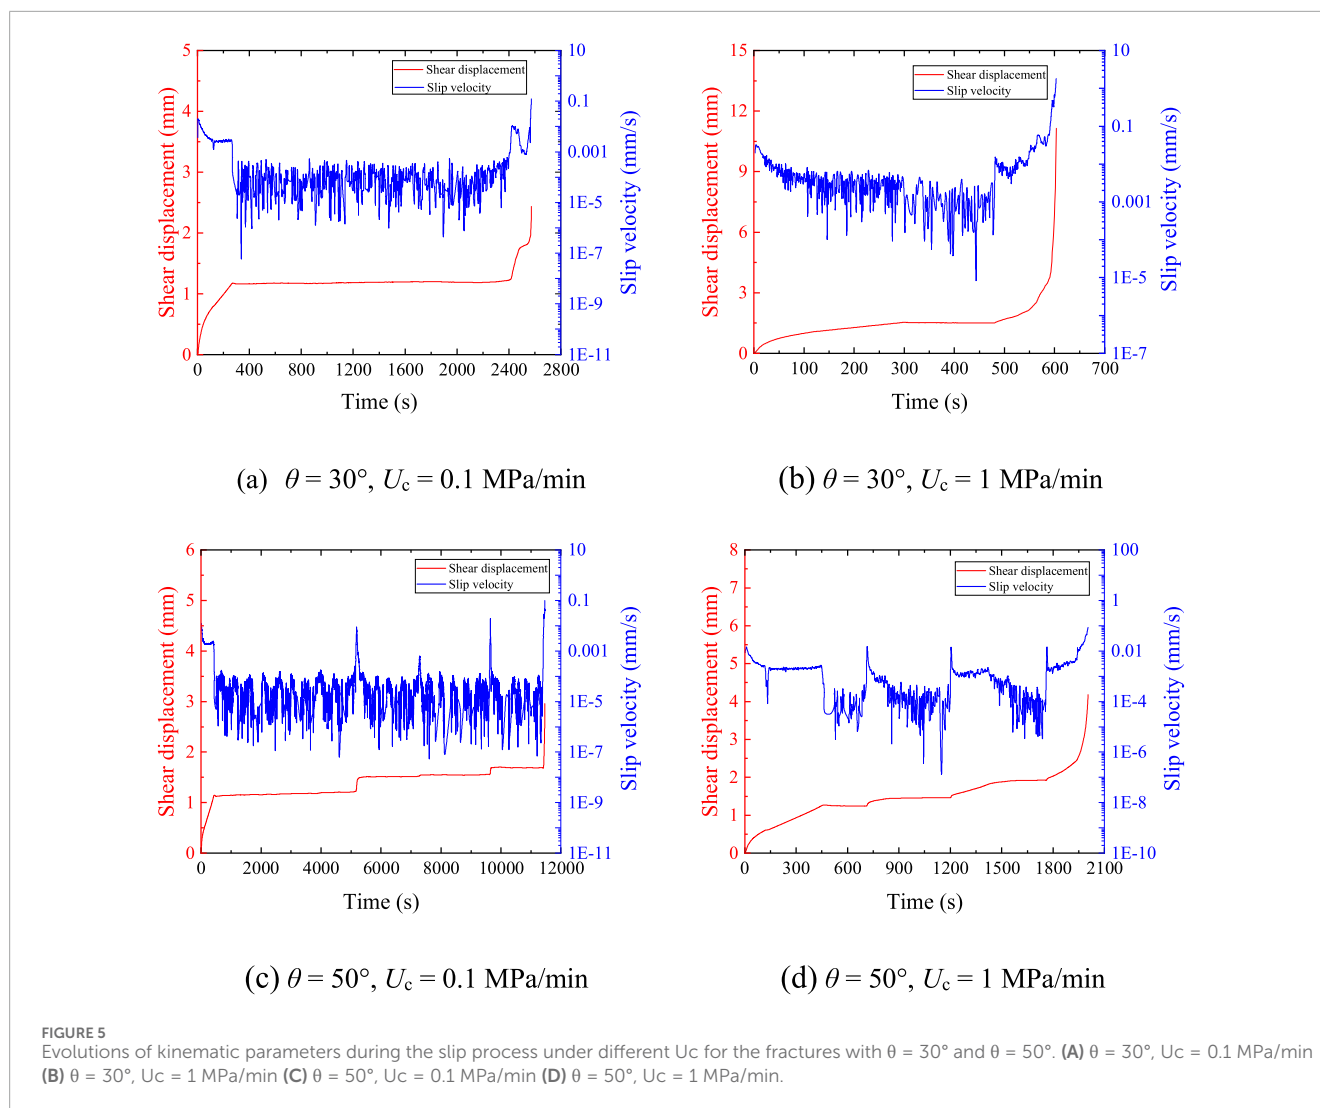 5
4
3
2
1
0
Shear displacement (mm)
Shear displacement
Slip velocity
10
0.1
0.001
1E-5
1E-7
1E-9
1E-11
Slip velocity (mm/s)
0 400 800 1200 1600 2000 2400 2800
Time (s)
(a) θ = 30°, Uc = 0.1 MPa/min
15
12
9
6
3
0
Shear displacement (mm)
Shear displacement
Slip velocity
10
0.1
0.001
1E-5
1E-7
Slip velocity (mm/s)
0 100 200 300 400 500 600 700
Time (s)
(b) θ = 30°, Uc = 1 MPa/min
6
5
4
3
2
1
0
Shear displacement (mm)
Shear displacement
Slip velocity
10
0.1
0.001
1E-5
1E-7
1E-9
1E-11
Slip velocity (mm/s)
0 2000 4000 6000 8000 10000 12000
Time (s)
(c) θ = 50°, Uc = 0.1 MPa/min
8
7
6
5
4
3
2
1
0
Shear displacement (mm)
Shear displacement
Slip velocity
100
1
0.01
1E-4
1E-6
1E-8
1E-10
Slip velocity (mm/s)
0 300 600 900 1200 1500 1800 2100
Time (s)
(d) θ = 50°, Uc = 1 MPa/min
FIGURE 5
Evolutions of kinematic parameters during the slip process under different Uc for the fractures with θ = 30° and θ = 50°. (A) θ = 30°, Uc = 0.1 MPa/min
(B) θ = 30°, Uc = 1 MPa/min (C) θ = 50°, Uc = 0.1 MPa/min (D) θ = 50°, Uc = 1 MPa/min.